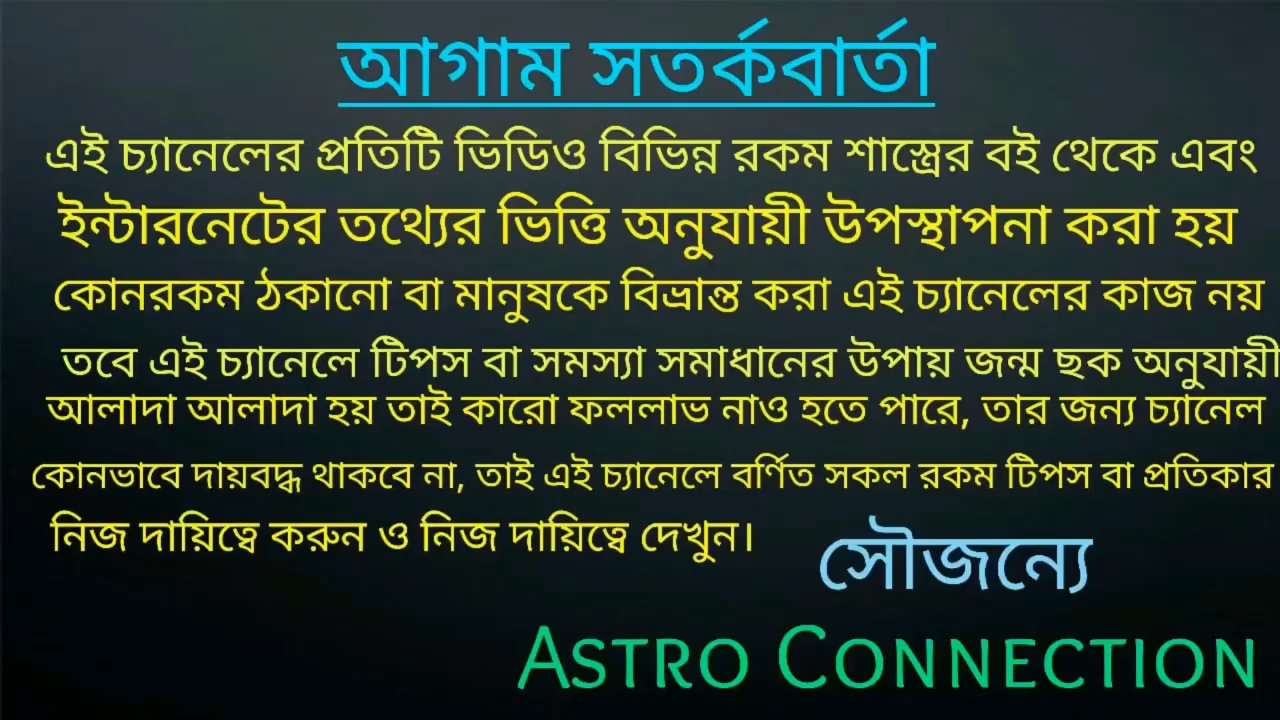 আগাম সতর্কবার্তা
এই চ্যানেলের প্রতিটি ভিডিও বিভিন্ন রকম শাস্ত্রের বই থেকে এবং
ইন্টারনেটের তথ্যের ভিত্তি অনুযায়ী উপস্থাপনা করা হয়
কোনরকম ঠকানো বা মানুষকে বিভ্রান্ত করা এই চ্যানেলের কাজ নয়
তবে এই চ্যানেলে টিপস বা সমস্যা সমাধানের উপায় জন্ম ছক অনুযায়ী
আলাদা আলাদা হয় তাই কারো ফললাভ নাও হতে পারে, তার জন্য চ্যানেল
কোনভাবে দায়বদ্ধ থাকবে না, তাই এই চ্যানেলে বর্ণিত সকল রকম টিপস বা প্রতিকার
নিজ দায়িত্বে করুন ও নিজ দায়িত্বে দেখুন।
সৌজন্যে
ASTRO CONNECTION